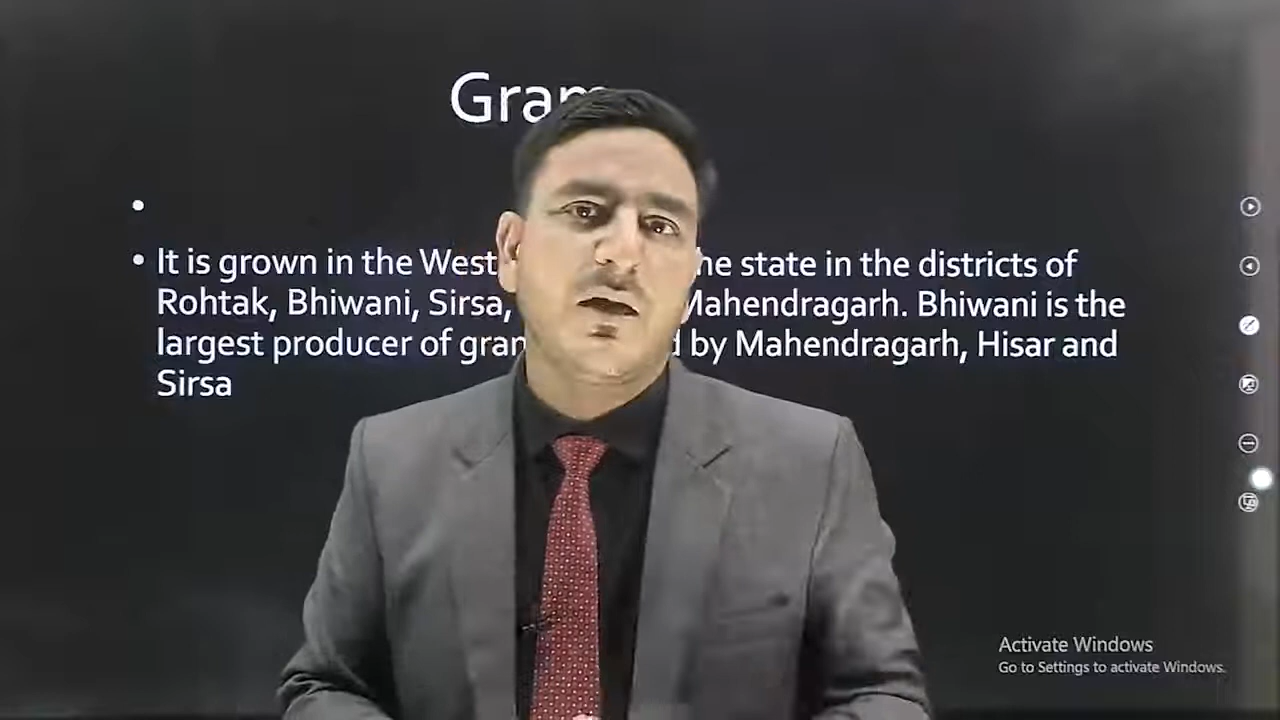 Gram
It is grown in the West he state in the districts of
Rohtak, Bhiwani, Sirsa, Mahendragarh. Bhiwani is the
largest producer of gram d by Mahendragarh, Hisar and
Sirsa
Activate Windows
Go to Settings to activate Windows.